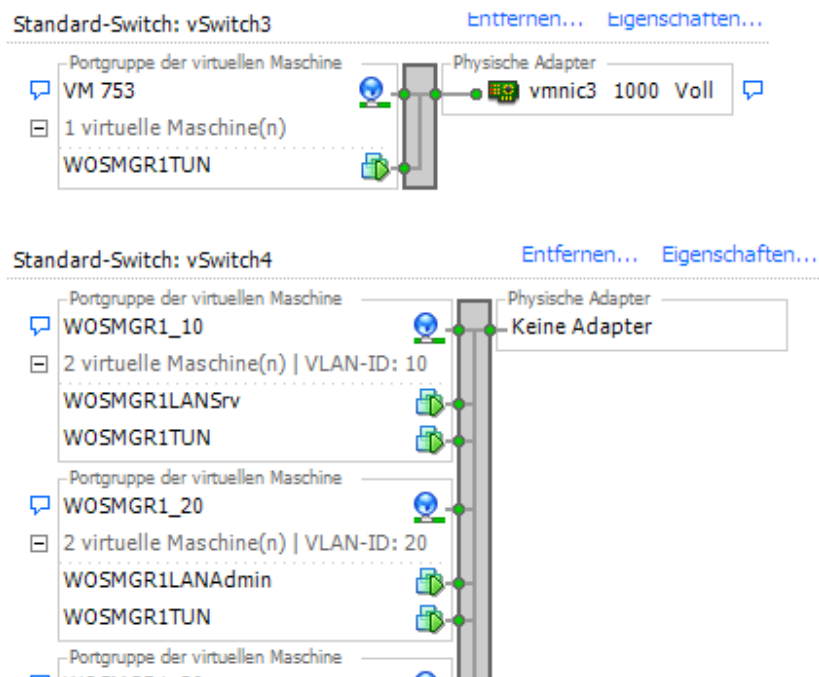 Standard-Switch: vSwitch3 Entfernen... Eigenschaften...
Portgruppe der virtuellen Maschine Physische Adapter
VM 753 vmnic3 1000 Voll
1 virtuelle Maschine(n)
WOSMGR1TUN
Standard-Switch: vSwitch4 Entfernen... Eigenschaften...
Portgruppe der virtuellen Maschine Physische Adapter
WOSMGR1_10 Keine Adapter
2 virtuelle Maschine(n) | VLAN-ID: 10
WOSMGR1LANSrv
WOSMGR1TUN
Portgruppe der virtuellen Maschine
WOSMGR1_20
2 virtuelle Maschine(n) | VLAN-ID: 20
WOSMGR1LANAdmin
WOSMGR1TUN
Portgruppe der virtuellen Maschine